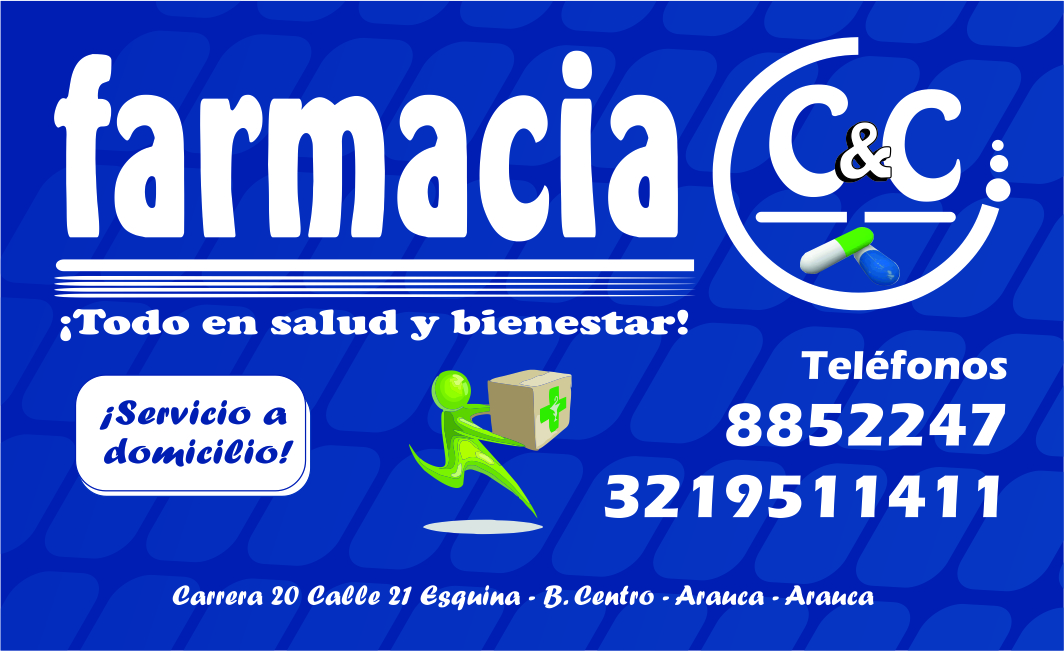 farmacia C&C
¡Todo en salud y bienestar!
Teléfonos
8852247
3219511411
¡Servicio a
domicilio!
Carrera 20 Calle 21 Esquina - B. Centro - Arauca - Arauca